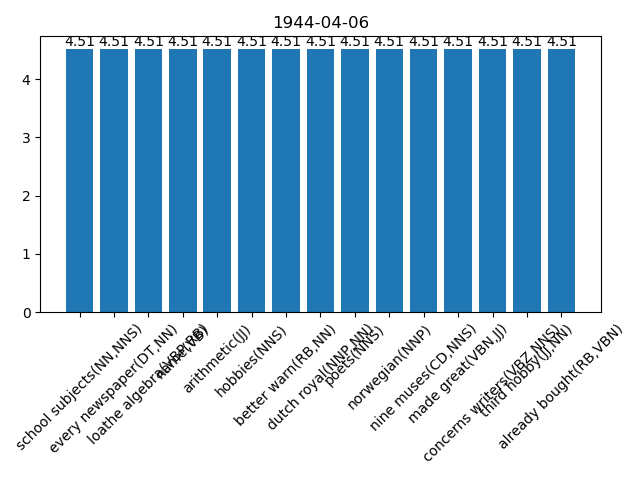 1944-04-06
4.51 4.51 4.51 4.51 4.51 4.51 4.51 4.51 4.51 4.51 4.51 4.51 4.51 4.51 4.51
4
3
2
1
0
school subjects(NN,NNS)
every newspaper(DT,NN)
loathe
name(VB)
arithmetic(JJ)
hobbies(NNS)
better warn(RB,NN)
dutch royal(NNP,NN)
poets(NNS)
norwegian(NNP)
nine muses(CD,NNS)
made great(VBN,JJ)
concerns writers(VBZ,NNS)
third hobby(JJ,NN)
already bought(RB,VBN)